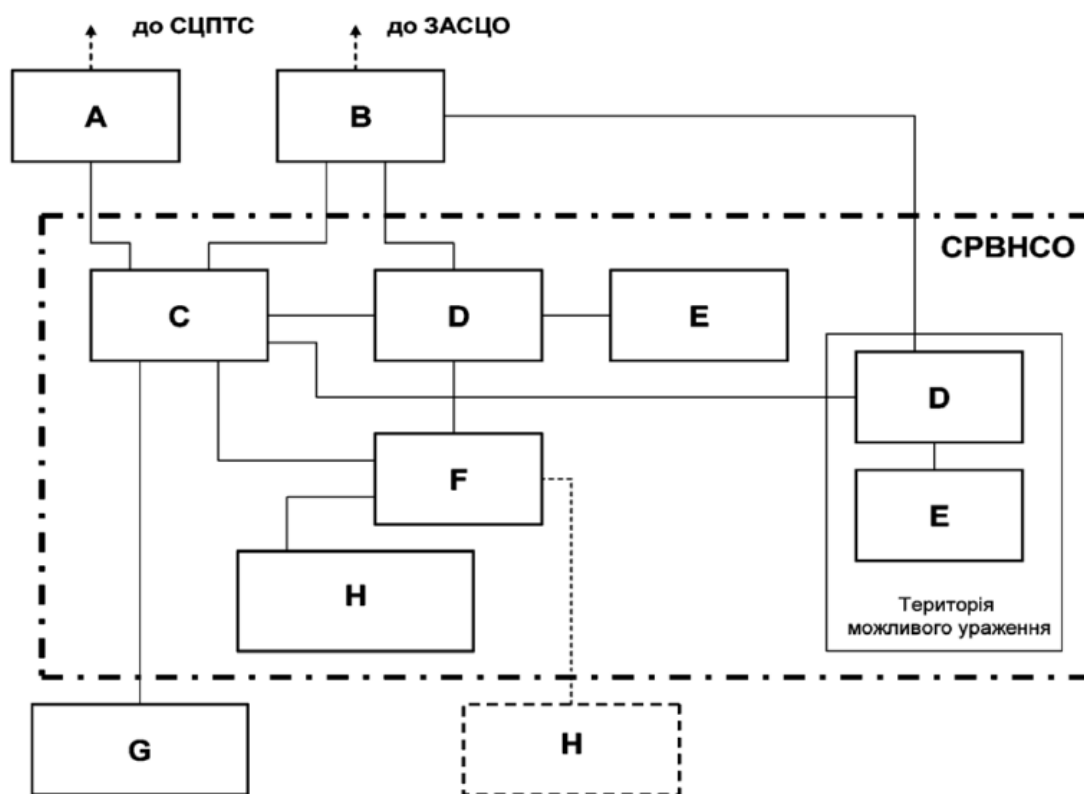 до СЦПТС
до ЗАСЦО
A
B
СРВНСО
C
D
E
D
F
E
H
Територія
можливого ураження
G
H